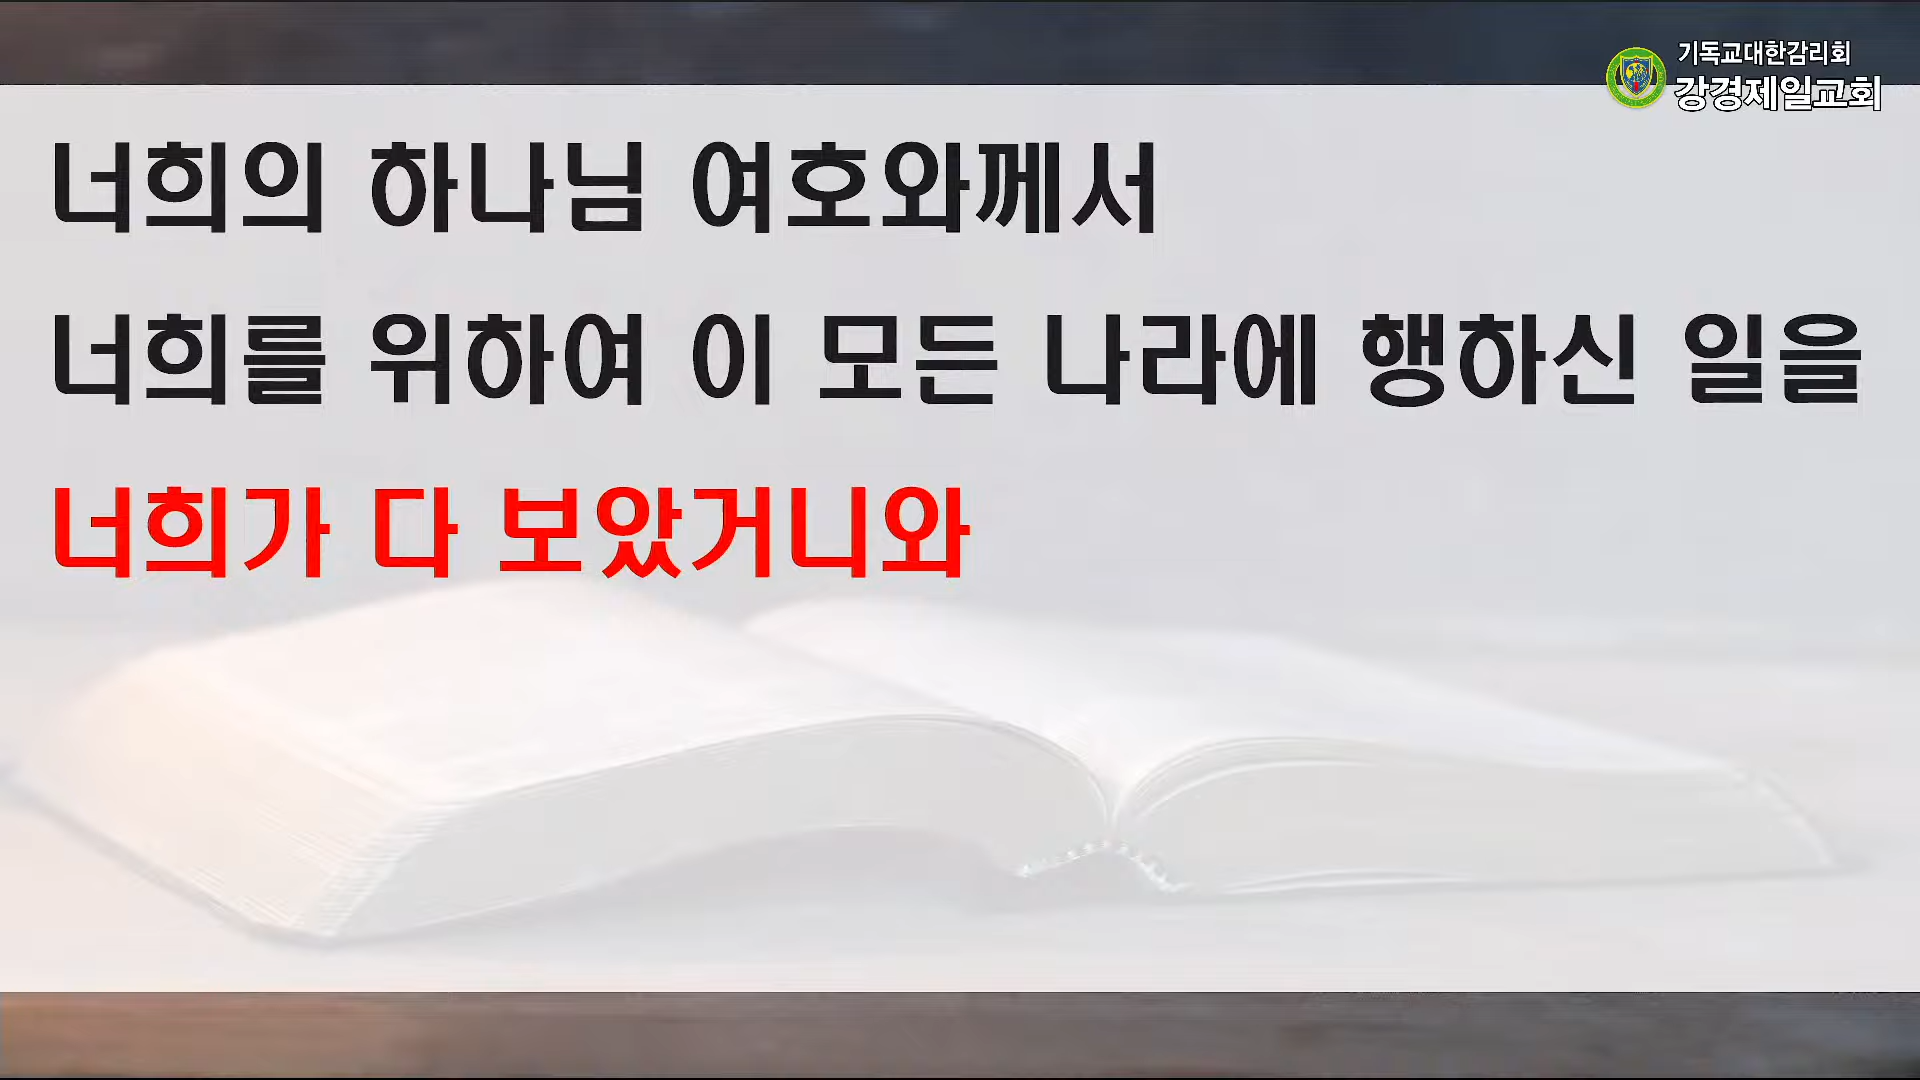 기독교대한감리회
강경제일교회
너희의 하나님 여호와께서
너희를 위하여 이 모든 나라에 행하신 일을
너희가 다 보았거니와